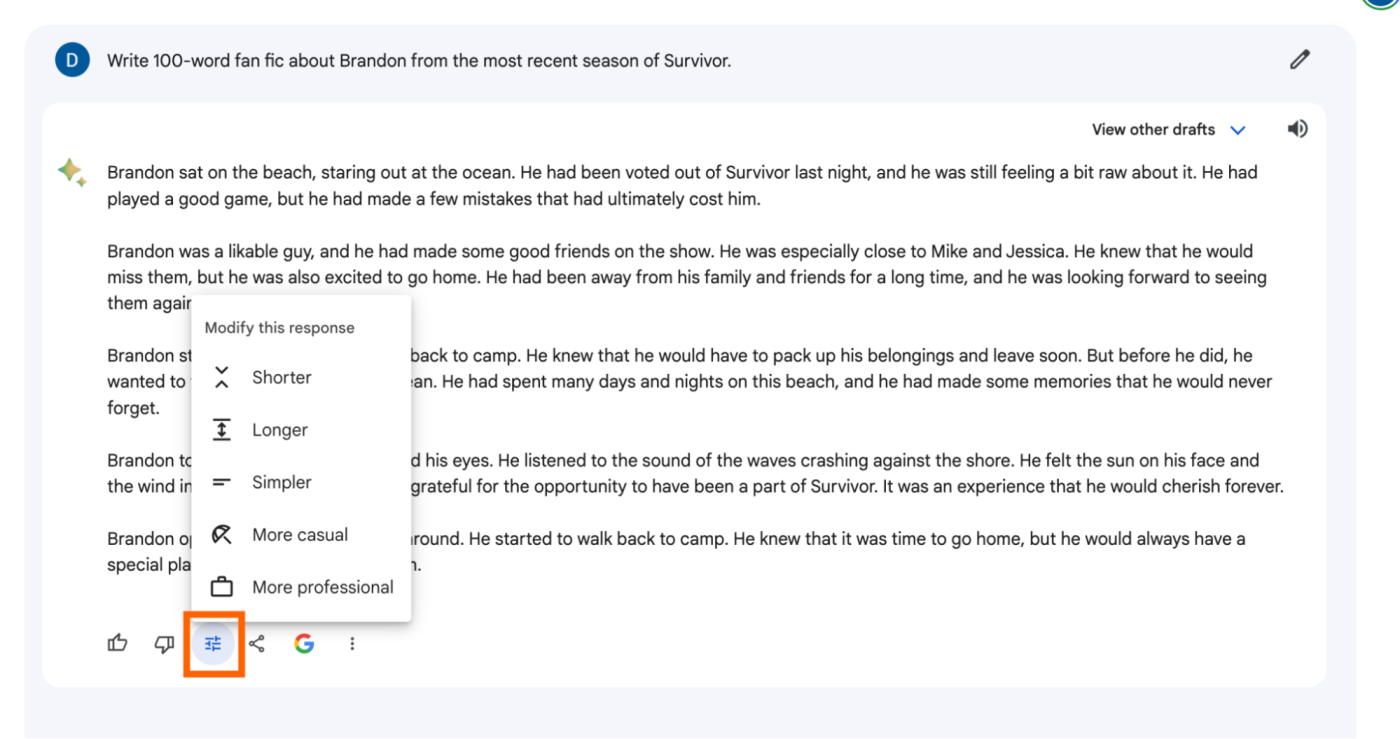 D
Write 100-word fan fic about Brandon from the most recent season of Survivor.
View other drafts
Brandon sat on the beach, staring out at the ocean. He had been voted out of Survivor last night, and he was still feeling a bit raw about it. He had
played a good game, but he had made a few mistakes that had ultimately cost him.
Brandon was a likable guy, and he had made some good friends on the show. He was especially close to Mike and Jessica. He knew that he would
miss them, but he was also excited to go home. He had been away from his family and friends for a long time, and he was looking forward to seeing
them again
Modify this response
Brandon st back to camp. He knew that he would have to pack up his belongings and leave soon. But before he did, he
Shorter
wanted to an. He had spent many days and nights on this beach, and he had made some memories that he would never
forget.
Longer
Brandon to d his eyes. He listened to the sound of the waves crashing against the shore. He felt the sun on his face and
Simpler
the wind in grateful for the opportunity to have been a part of Survivor. It was an experience that he would cherish forever.
More casual
Brandon op round. He started to walk back to camp. He knew that it was time to go home, but he would always have a
special pla
More professional
G